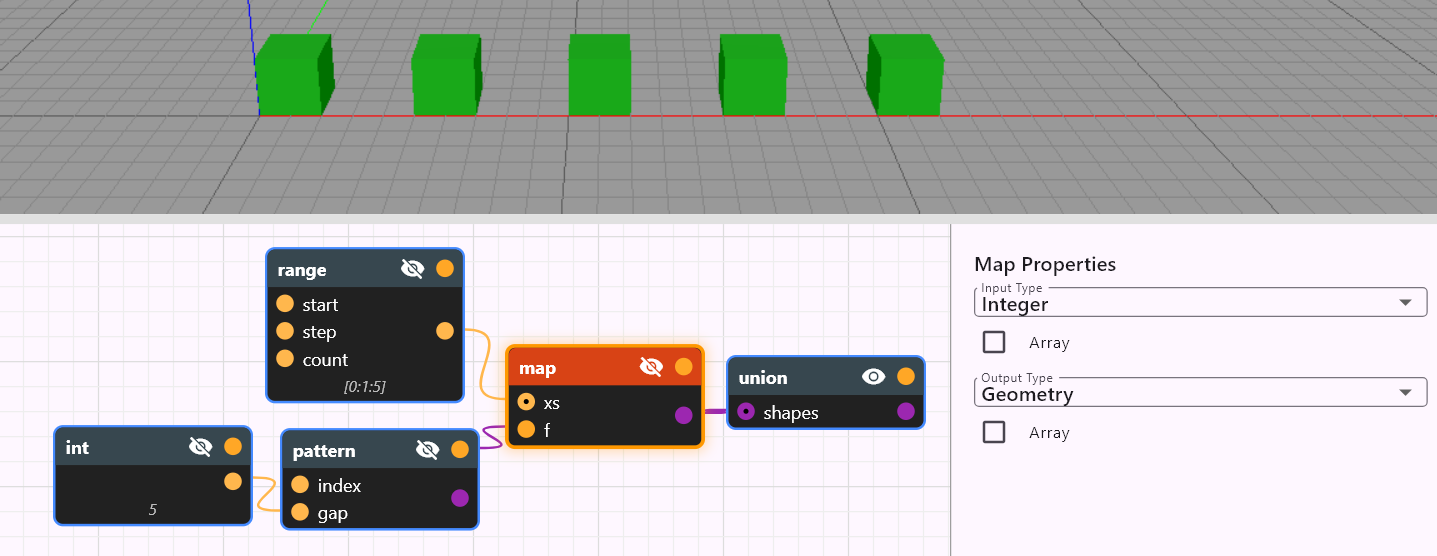 range
start
step
count
[0:1:5]
map
xs
f
union
shapes
int
5
pattern
index
gap
Map Properties
Input Type
Integer
Array
Output Type
Geometry
Array